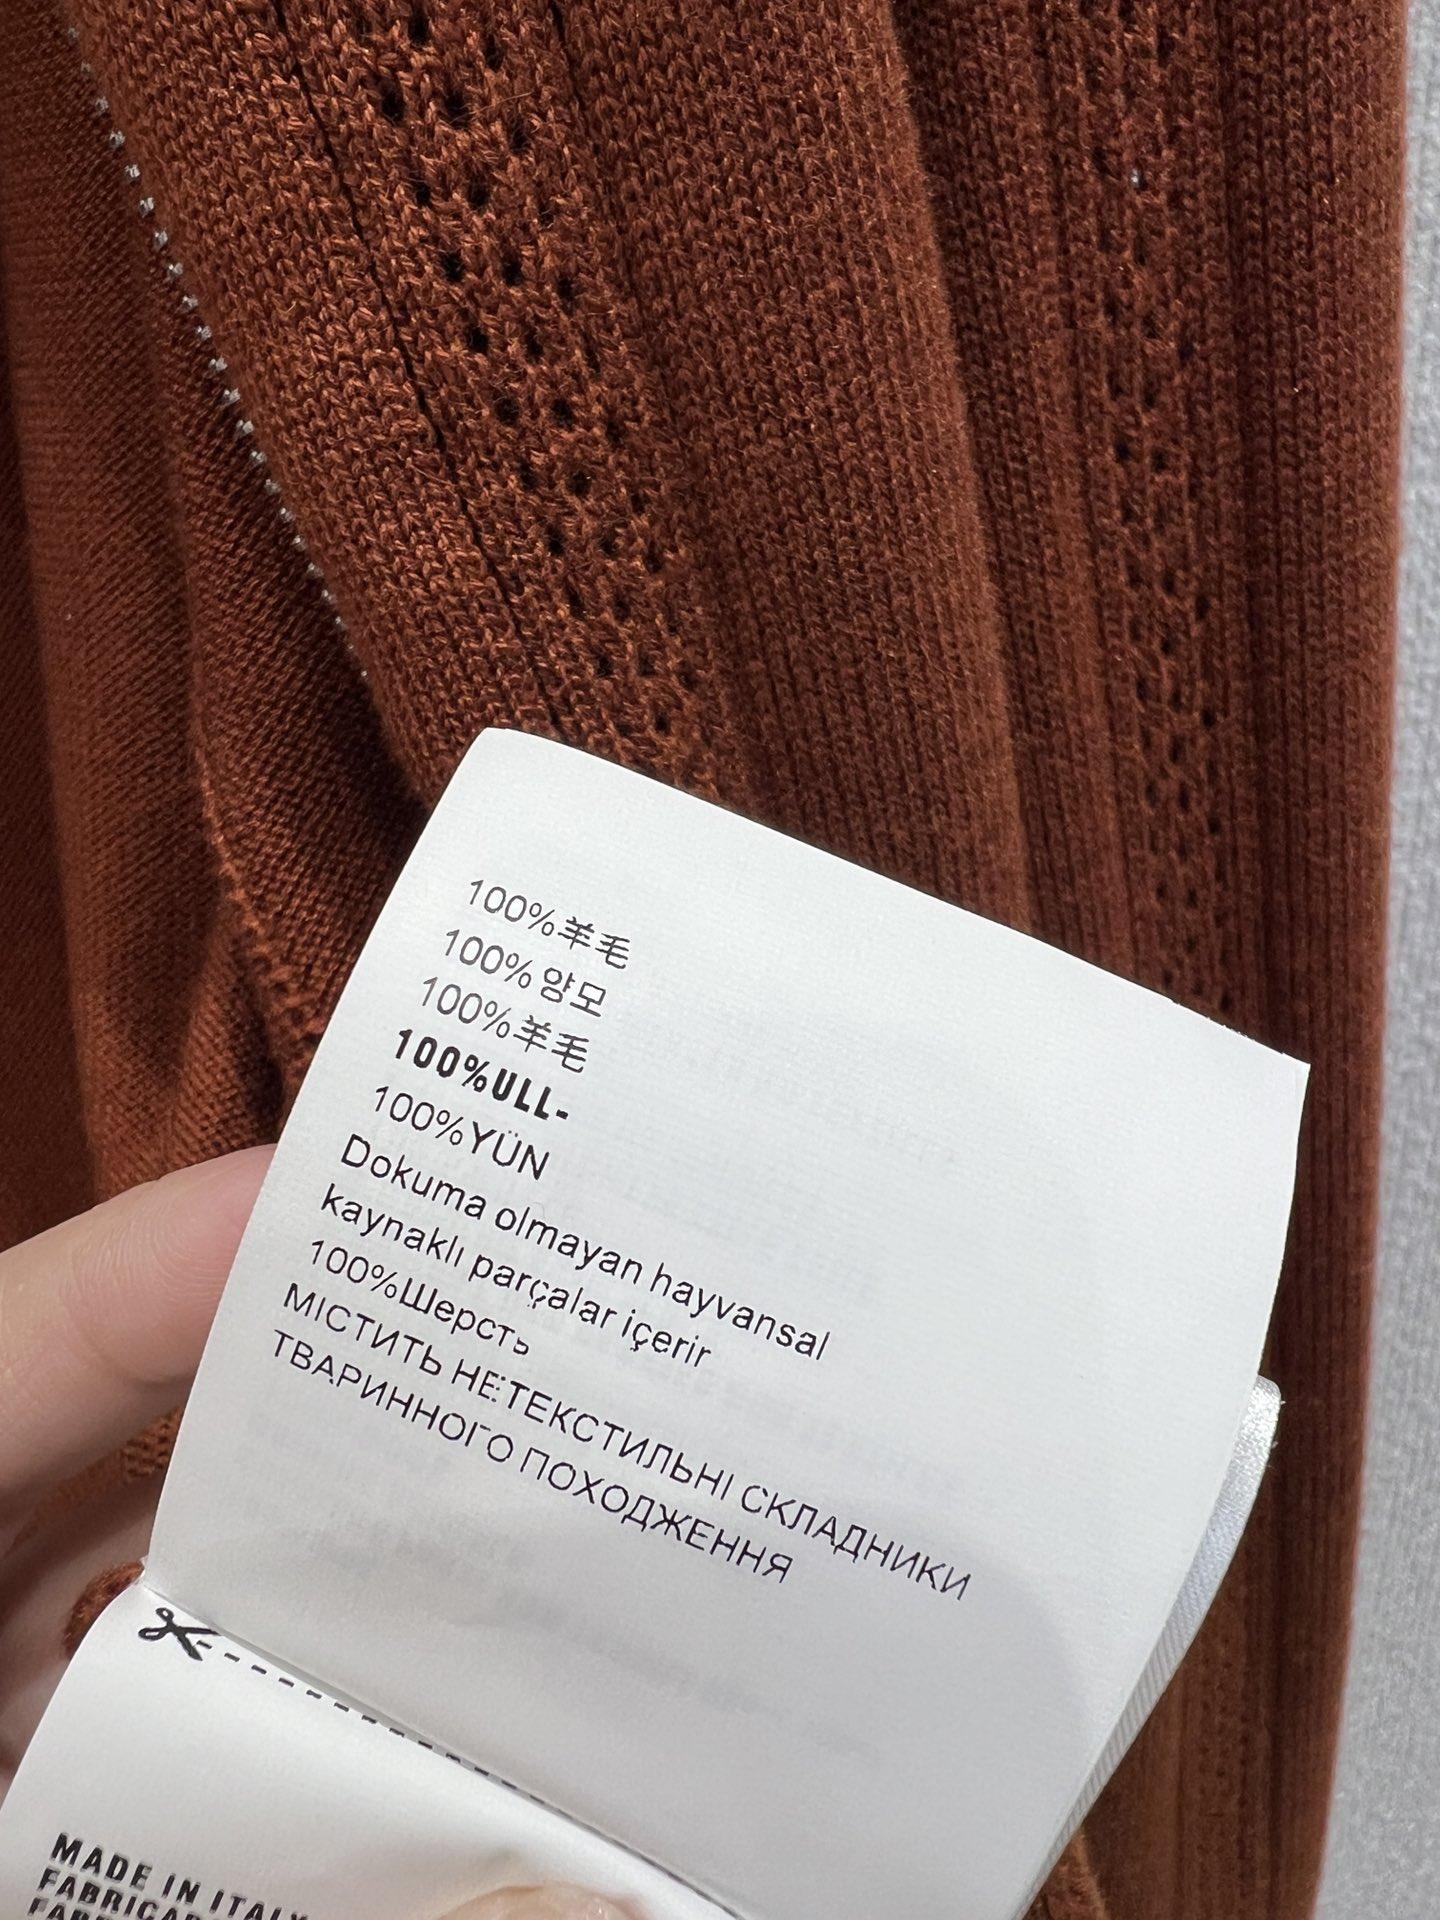 100%羊毛
100%양모
100%羊毛
100%ULL-
100%YÜN
Dokuma olmayan hayvansal
kaynaklı parçalar içerir
100%Шерсть
МІСТИТЬ НЕТЕКСТИЛЬНІ СКЛАДНИКИ
ТВАРИННОГО ПОХОДЖЕННЯ
MADE IN ITALY